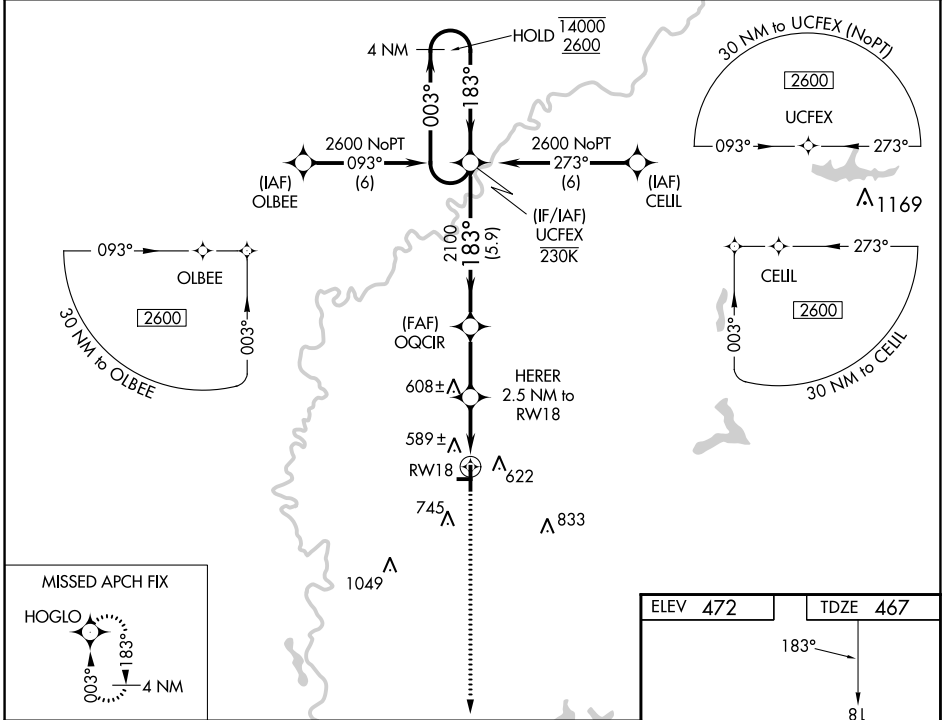 4 NM
HOLD
14000
2600
003°
183°
30 NM to UCFEX (NoPT)
2600
UCFEX
093°
273°
1169
2600 NoPT
093°
(6)
(IAF)
OLBEE
2600 NoPT
273°
(6)
(IAF)
CELIL
(IF/IAF)
UCFEX
230K
2100
183°
(5.9)
093°
OLBEE
2600
003°
30 NM to OLBEE
273°
CELIL
2600
003°
30 NM to CELIL
(FAF)
OQCIR
608±
HERER
2.5 NM to
RW18
589±
RW18
622
745
833
1049
MISSED APCH FIX
HOGLO
003°
183°
4 NM
ELEV 472
TDZE 467
183°
8L